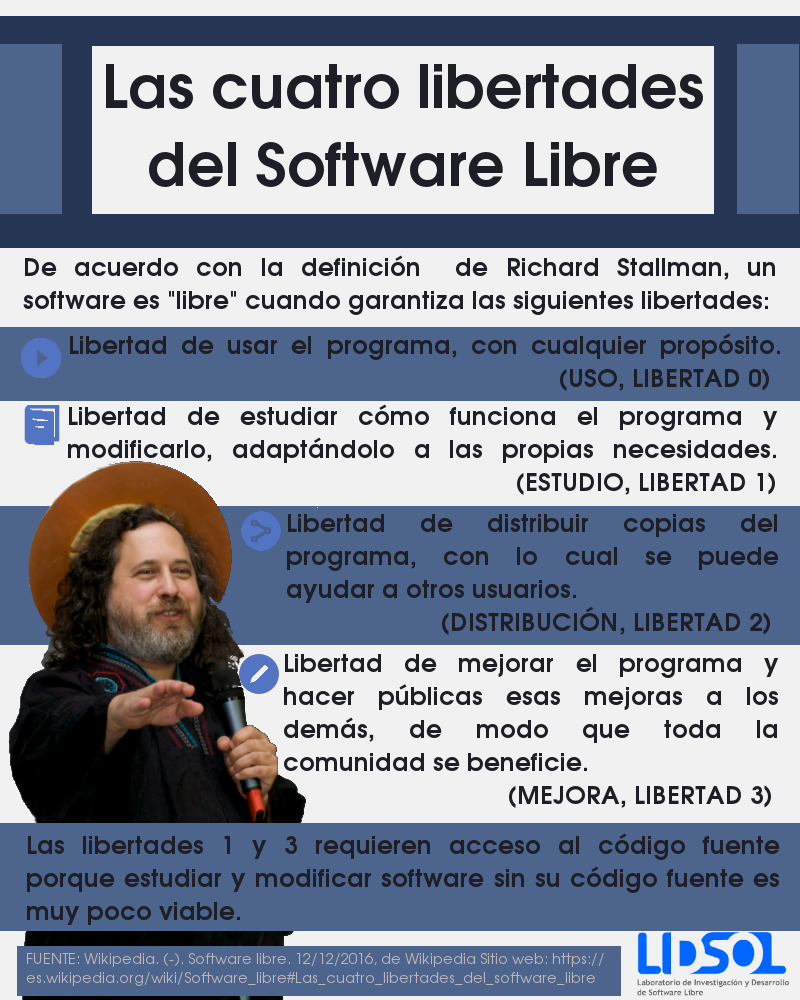 Las cuatro libertades
del Software Libre
De acuerdo con la definición de Richard Stallman, un
software es "libre" cuando garantiza las siguientes libertades:
Libertad de usar el programa, con cualquier propósito.
(USO, LIBERTAD 0)
Libertad de estudiar cómo funciona el programa y
modificarlo, adaptándolo a las propias necesidades.
(ESTUDIO, LIBERTAD 1)
Libertad de distribuir copias del
programa, con lo cual se puede
ayudar a otros usuarios.
(DISTRIBUCIÓN, LIBERTAD 2)
Libertad de mejorar el programa y
hacer públicas esas mejoras a los
demás, de modo que toda la
comunidad se beneficie.
(MEJORA, LIBERTAD 3)
Las libertades 1 y 3 requieren acceso al código fuente
porque estudiar y modificar software sin su código fuente es
muy poco viable.
FUENTE: Wikipedia. (-). Software libre. 12/12/2016, de Wikipedia Sitio web: https://
es.wikipedia.org/wiki/Software_libre#Las_cuatro_libertades_del_software_libre
LIDSOL
Laboratorio de Investigación y Desarrollo
de Software Libre